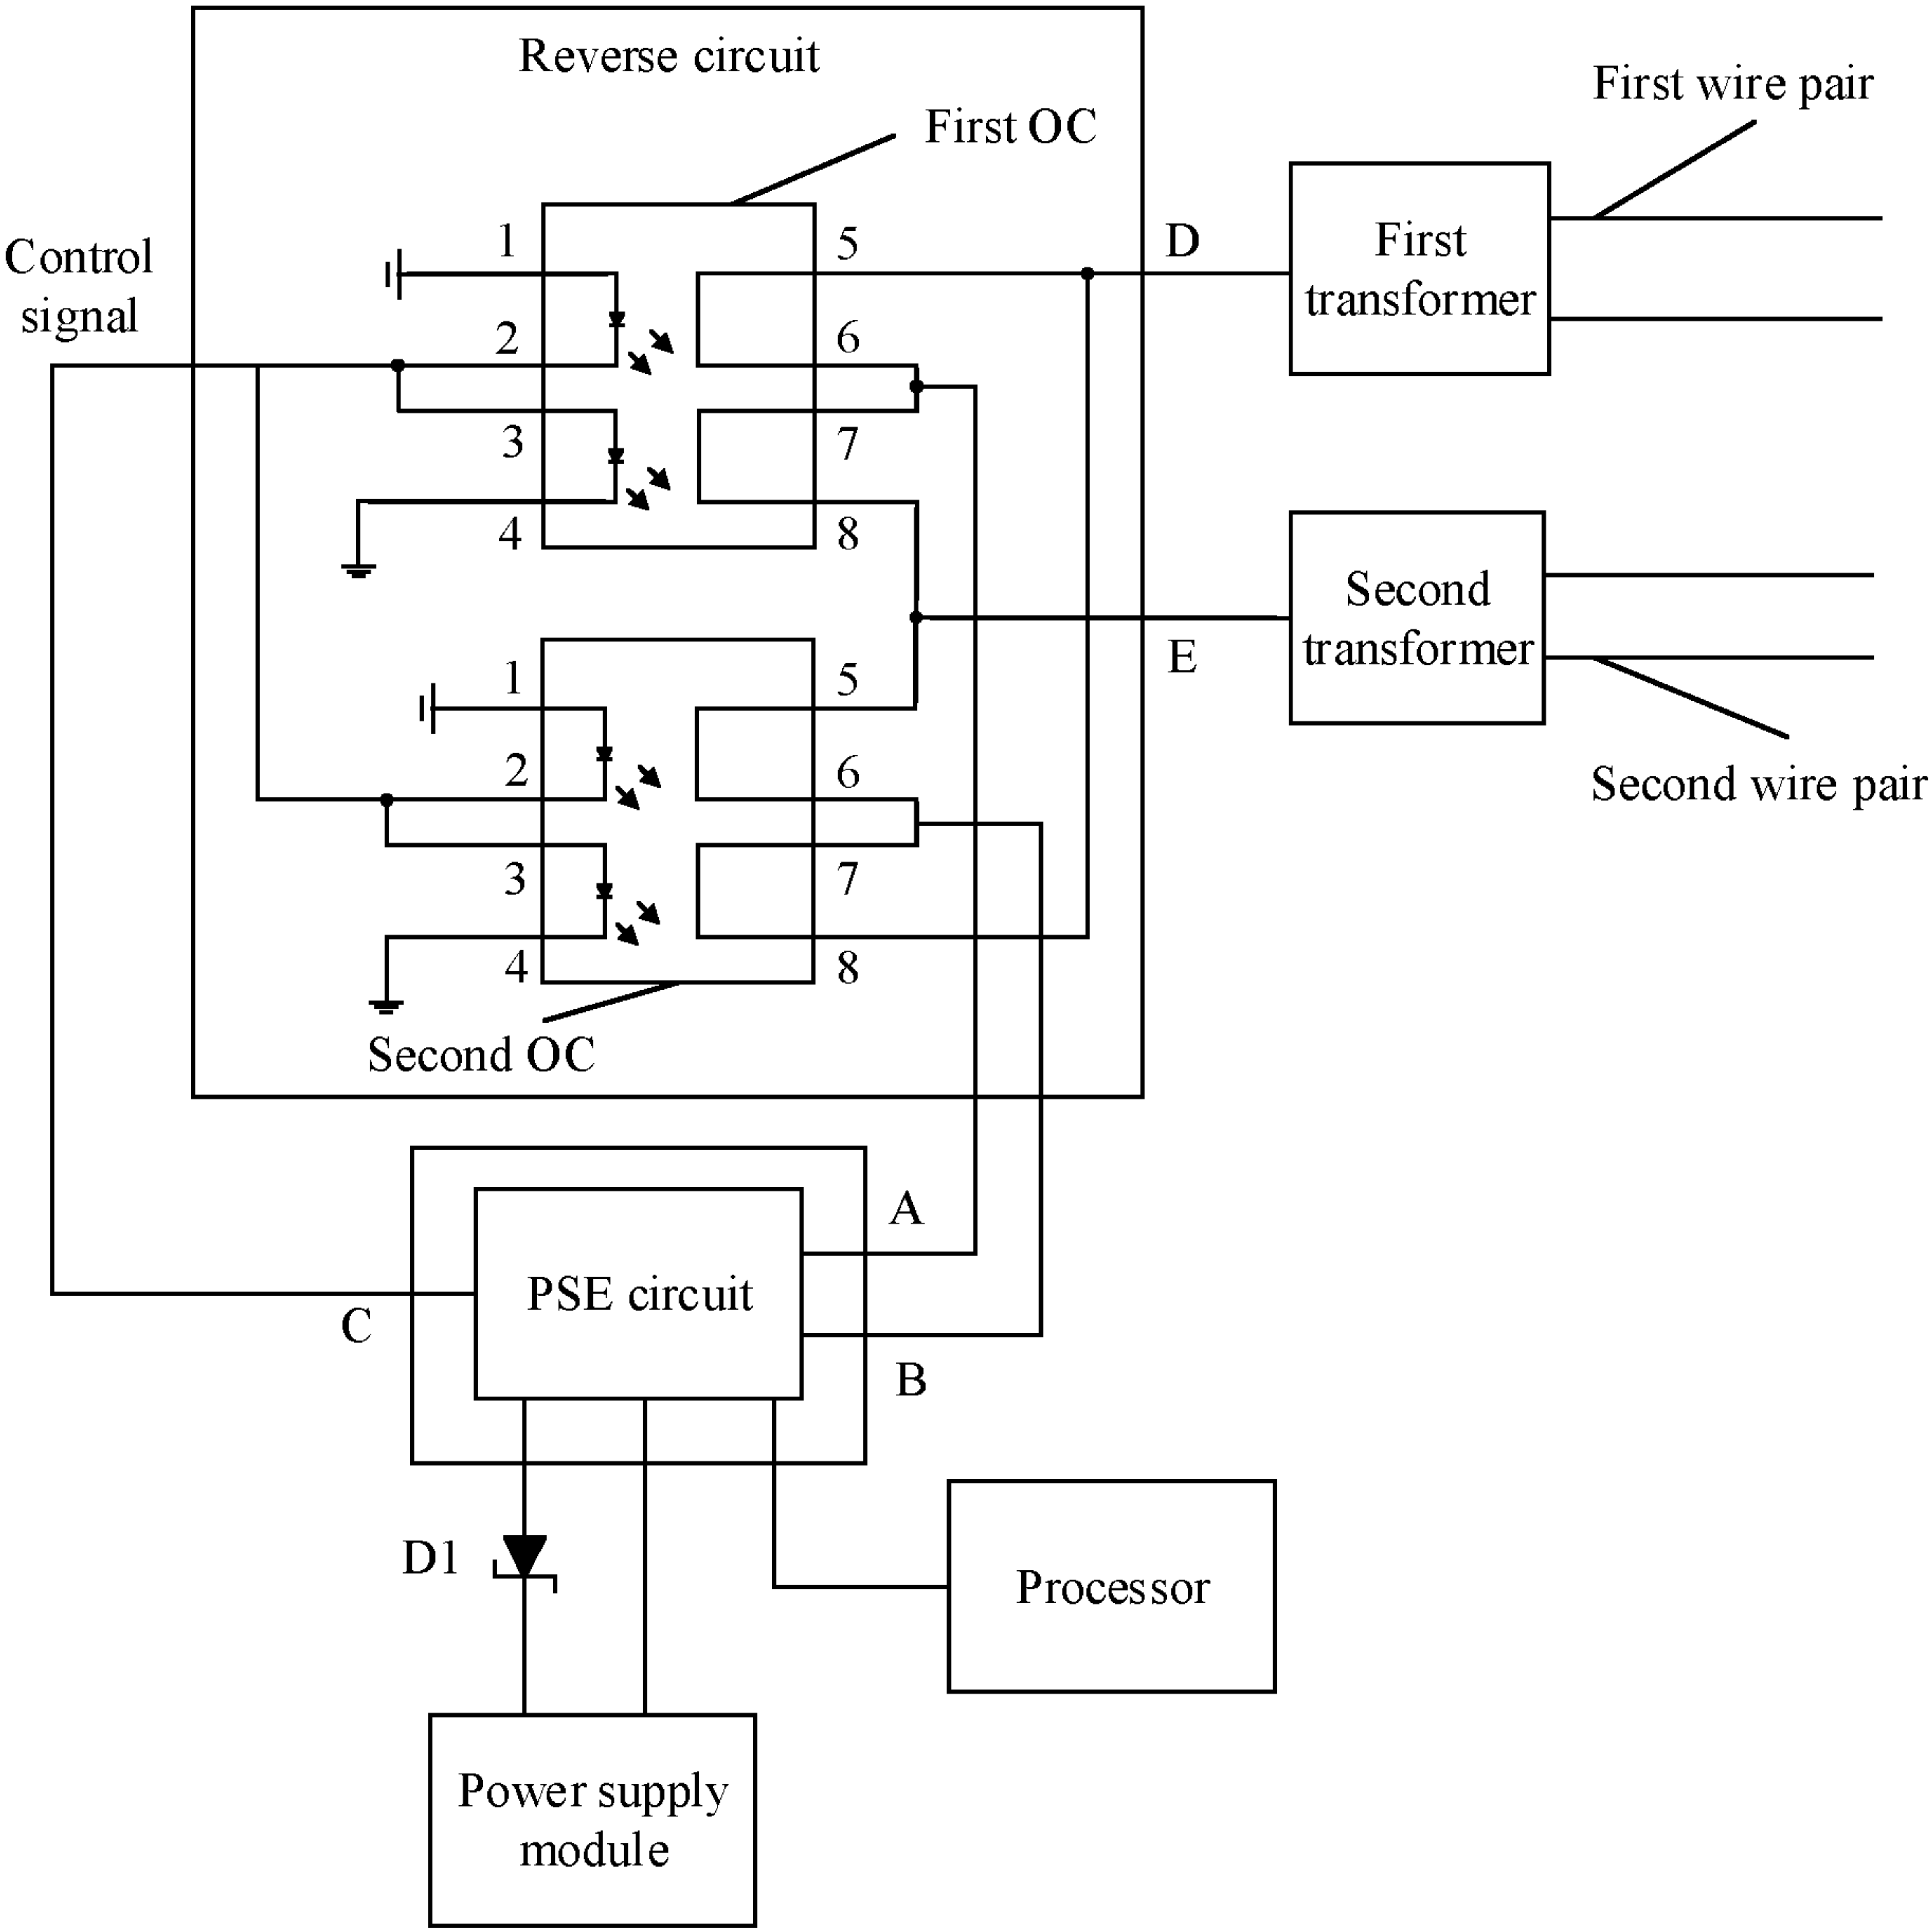 Reverse circuit
First wire pair
First OC
Control
signal
1
5
D
First
transformer
2
6
3
7
4
8
Second
transformer
E
1
5
2
6
Second wire pair
3
7
4
8
Second OC
A
PSE circuit
C
B
D1
Processor
Power supply
module